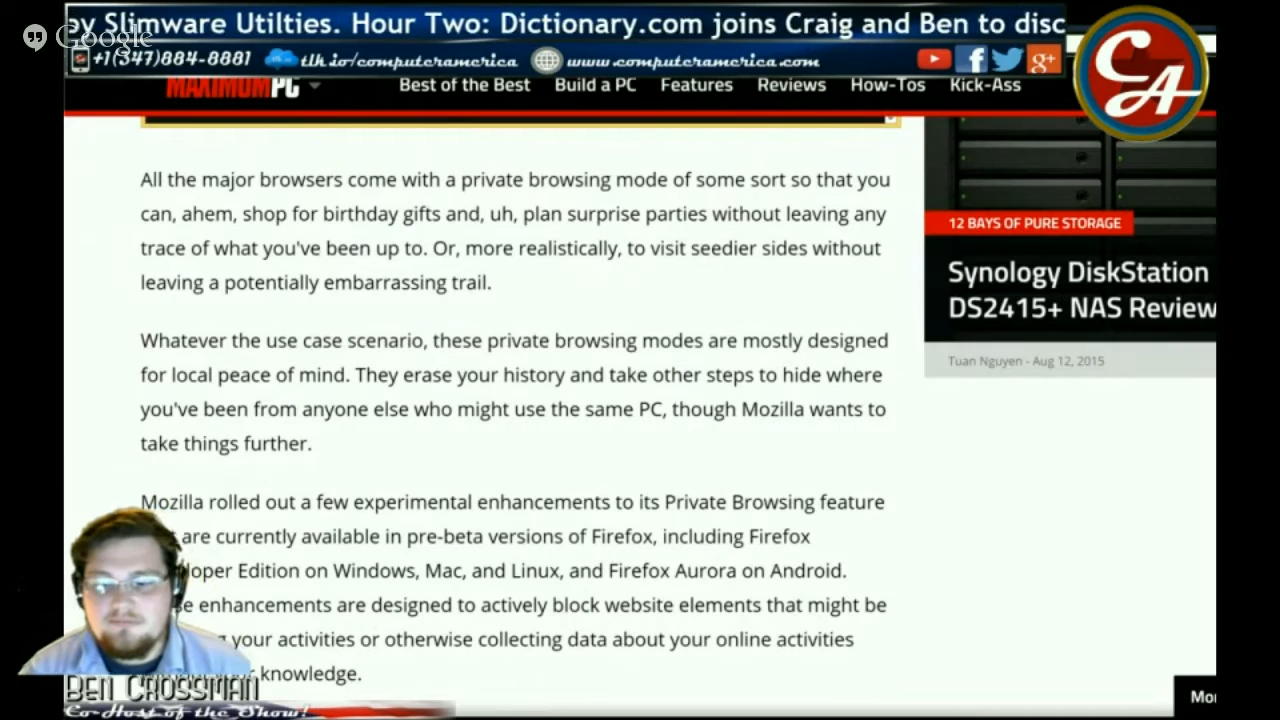 by Slimware Utilties. Hour Two: Dictionary.com joins Craig and Ben to disc
Google
+1(347)884-8881 tlk.io/computeramerica www.computeramerica.com
CA
MAXIMUMPC Best of the Best Build a PC Features Reviews How-Tos Kick-Ass
All the major browsers come with a private browsing mode of some sort so that you
can, ahem, shop for birthday gifts and, uh, plan surprise parties without leaving any
trace of what you've been up to. Or, more realistically, to visit seedier sides without
leaving a potentially embarrassing trail.
Whatever the use case scenario, these private browsing modes are mostly designed
for local peace of mind. They erase your history and take other steps to hide where
you've been from anyone else who might use the same PC, though Mozilla wants to
take things further.
Mozilla rolled out a few experimental enhancements to its Private Browsing feature
are currently available in pre-beta versions of Firefox, including Firefox
loper Edition on Windows, Mac, and Linux, and Firefox Aurora on Android.
e enhancements are designed to actively block website elements that might be
g your activities or otherwise collecting data about your online activities
knowledge.
12 BAYS OF PURE STORAGE
Synology DiskStation
DS2415+ NAS Review
Tuan Nguyen - Aug 12, 2015
Mo
BEN CROSSMAN
Co-Host of the Show!